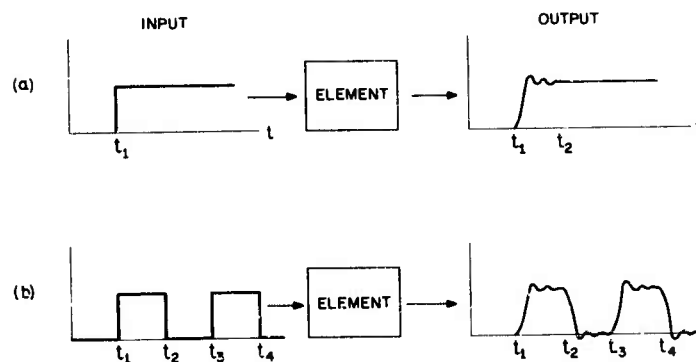 INPUT
OUTPUT
(a)
ELEMENT
t₁
t
t₁
t₂
(b)
ELEMENT
t₁
t₂
t₃
t₄
t₁
t₂
t₃
t₄